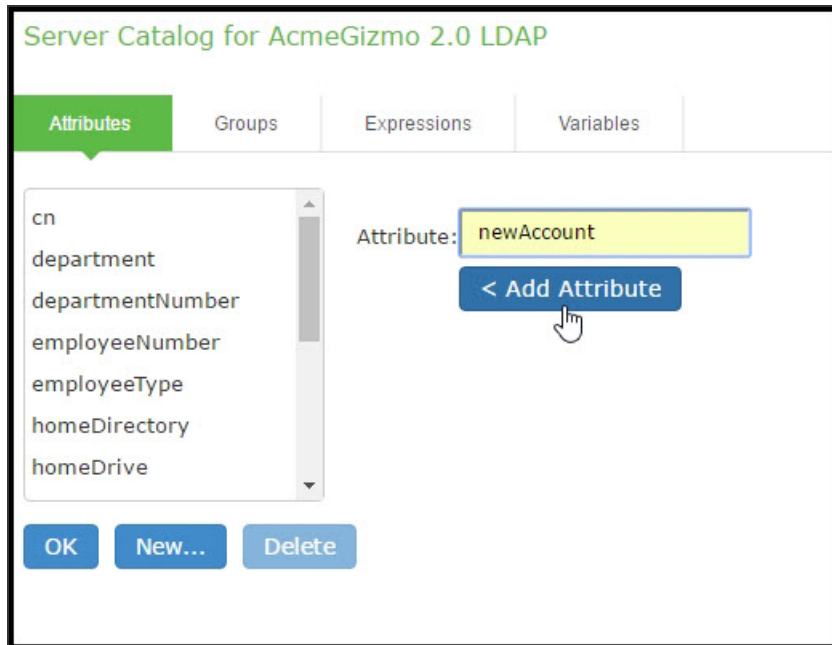 Server Catalog for AcmeGizmo 2.0 LDAP
Attributes Groups Expressions Variables
cn
department
departmentNumber
employeeNumber
employeeType
homeDirectory
homeDrive
Attribute: newAccount
< Add Attribute
OK New... Delete